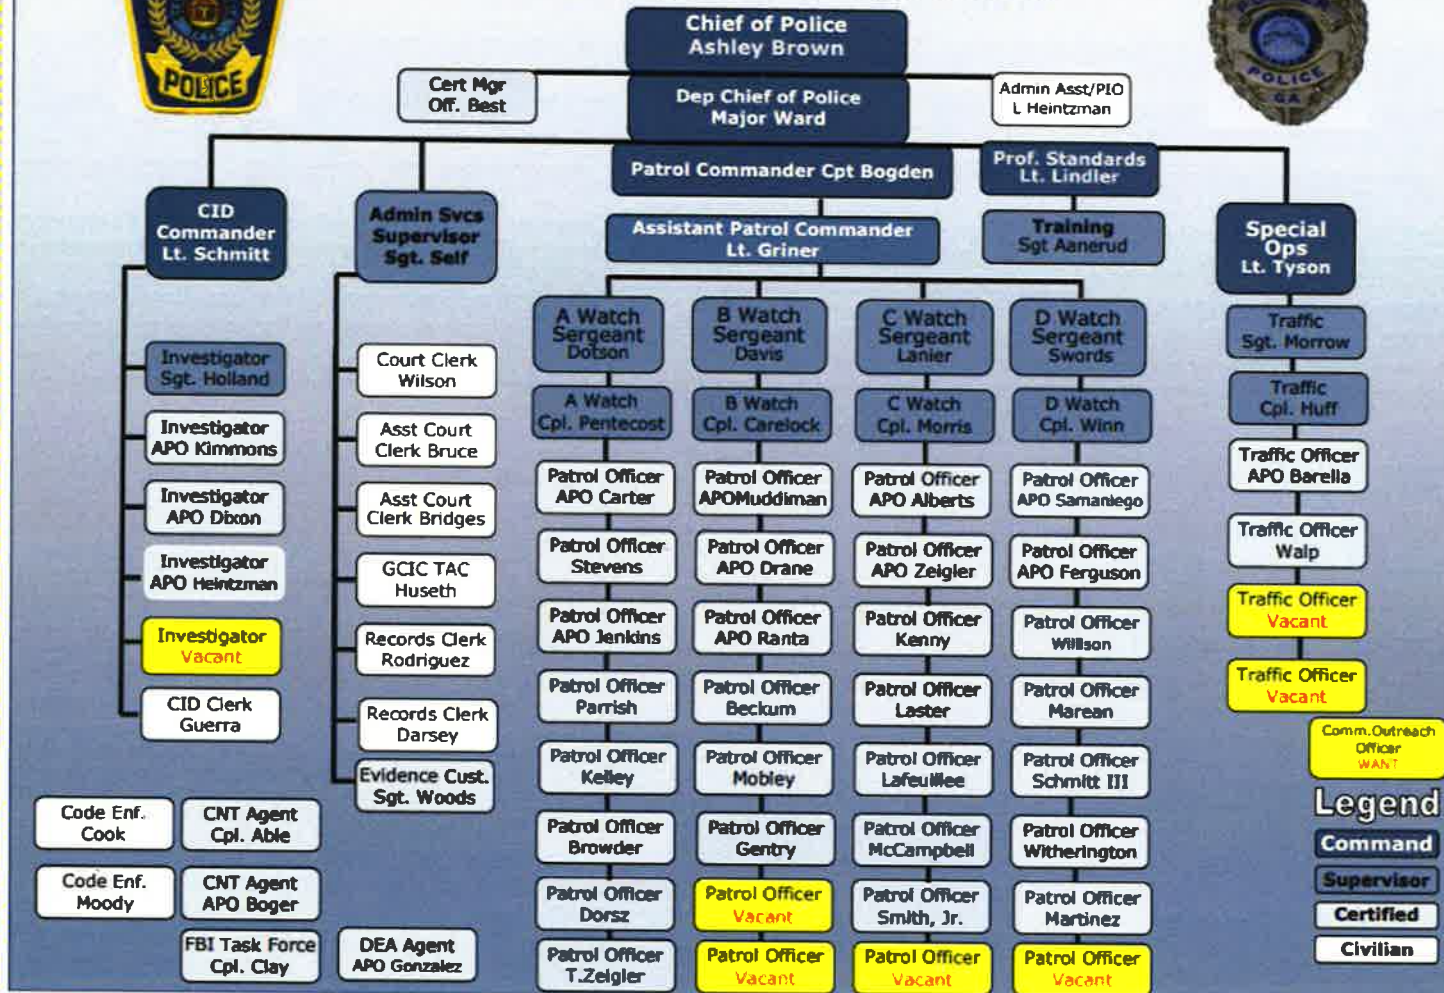 POLICE
POLICE
GA
Chief of Police
Ashley Brown
Cert Mgr
Off. Best
Dep Chief of Police
Major Ward
Admin Asst/PIO
L Heintzman
Patrol Commander Cpt Bogden
Prof. Standards
Lt. Lindler
CID
Commander
Lt. Schmitt
Admin Svcs
Supervisor
Sgt. Self
Assistant Patrol Commander
Lt. Griner
Training
Sgt Aanerud
Special
Ops
Lt. Tyson
Investigator
Sgt. Holland
Investigator
APO Kimmons
Investigator
APO Dixon
Investigator
APO Heintzman
Investigator
Vacant
CID Clerk
Guerra
Court Clerk
Wilson
Asst Court
Clerk Bruce
Asst Court
Clerk Bridges
GCIC TAC
Huseth
Records Clerk
Rodriguez
Records Clerk
Darsey
Evidence Cust.
Sgt. Woods
A Watch
Sergeant
Dotson
A Watch
Cpl. Pentecost
Patrol Officer
APO Carter
Patrol Officer
Stevens
Patrol Officer
APO Jenkins
Patrol Officer
Parrish
Patrol Officer
Kelley
Patrol Officer
Browder
Patrol Officer
Dorsz
Patrol Officer
T.Zeigler
B Watch
Sergeant
Davis
B Watch
Cpl. Carelock
Patrol Officer
APOMuddiman
Patrol Officer
APO Drane
Patrol Officer
APO Ranta
Patrol Officer
Beckum
Patrol Officer
Mobley
Patrol Officer
Gentry
Patrol Officer
Vacant
Patrol Officer
Vacant
C Watch
Sergeant
Lanier
C Watch
Cpl. Morris
Patrol Officer
APO Alberts
Patrol Officer
APO Zeigler
Patrol Officer
Kenny
Patrol Officer
Laster
Patrol Officer
Lafeuillee
Patrol Officer
McCampbell
Patrol Officer
Smith, Jr.
Patrol Officer
Vacant
D Watch
Sergeant
Swords
D Watch
Cpl. Winn
Patrol Officer
APO Samaniego
Patrol Officer
APO Ferguson
Patrol Officer
Willson
Patrol Officer
Marean
Patrol Officer
Schmitt III
Patrol Officer
Witherington
Patrol Officer
Martinez
Patrol Officer
Vacant
Traffic
Sgt. Morrow
Traffic
Cpl. Huff
Traffic Officer
APO Barella
Traffic Officer
Walp
Traffic Officer
Vacant
Traffic Officer
Vacant
Comm.Outreach
Officer
WANT
Code Enf.
Cook
CNT Agent
Cpl. Able
Code Enf.
Moody
CNT Agent
APO Boger
FBI Task Force
Cpl. Clay
DEA Agent
APO Gonzalez
Legend
Command
Supervisor
Certified
Civilian